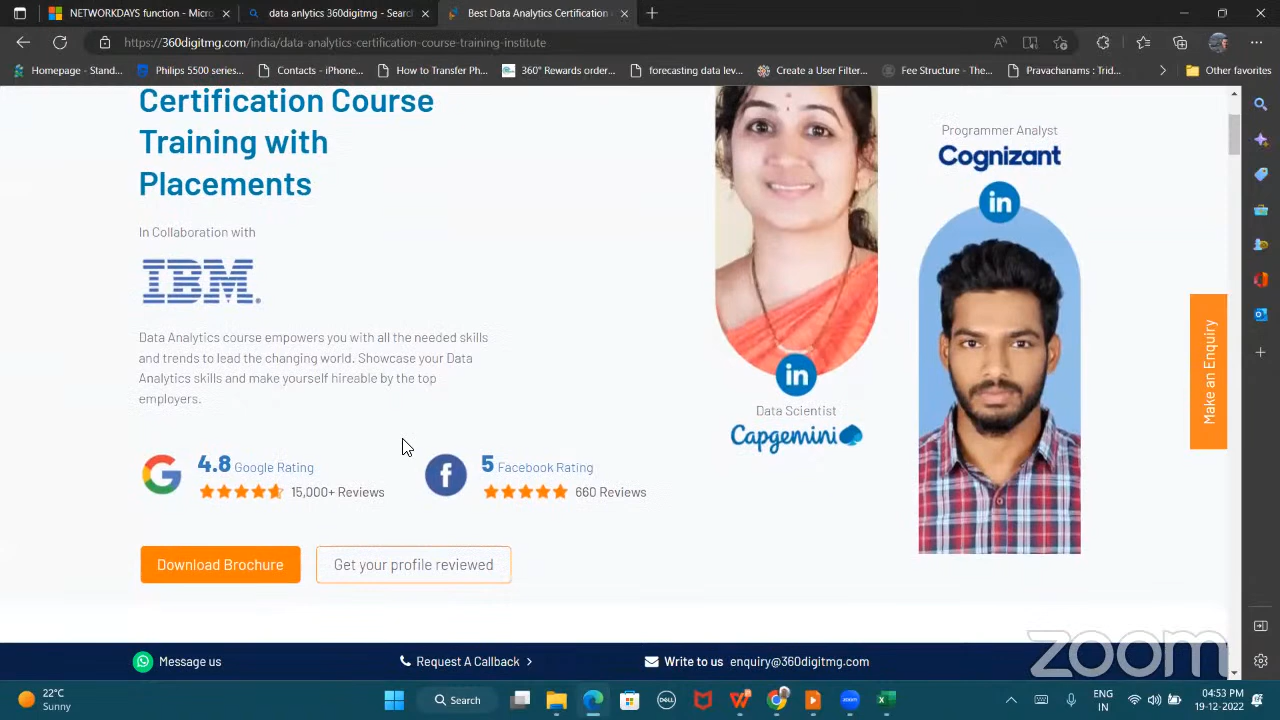 NETWORKDAYS function - Micro
data anlytics 360digitmg - Search
Best Data Analytics Certification
https://360digitmg.com/india/data-analytics-certification-course-training-institute
Homepage - Stand...
Philips 5500 series...
Contacts - iPhone...
How to Transfer Ph...
360° Rewards order...
forecasting data lev...
Create a User Filter...
Fee Structure - The...
Pravachanams : Trid...
Other favorites
Certification Course
Training with
Placements
In Collaboration with
IBM
Data Analytics course empowers you with all the needed skills
and trends to lead the changing world. Showcase your Data
Analytics skills and make yourself hireable by the top
employers.
4.8 Google Rating
15,000+ Reviews
5 Facebook Rating
660 Reviews
Download Brochure
Get your profile reviewed
Programmer Analyst
Cognizant
in
in
Data Scientist
Capgemini
Make an Enquiry
Message us
Request A Callback
Write to us enquiry@360digitmg.com
zoom
22°C
Sunny
Search
DELL
zoom
ENG
IN
04:53 PM
19-12-2022